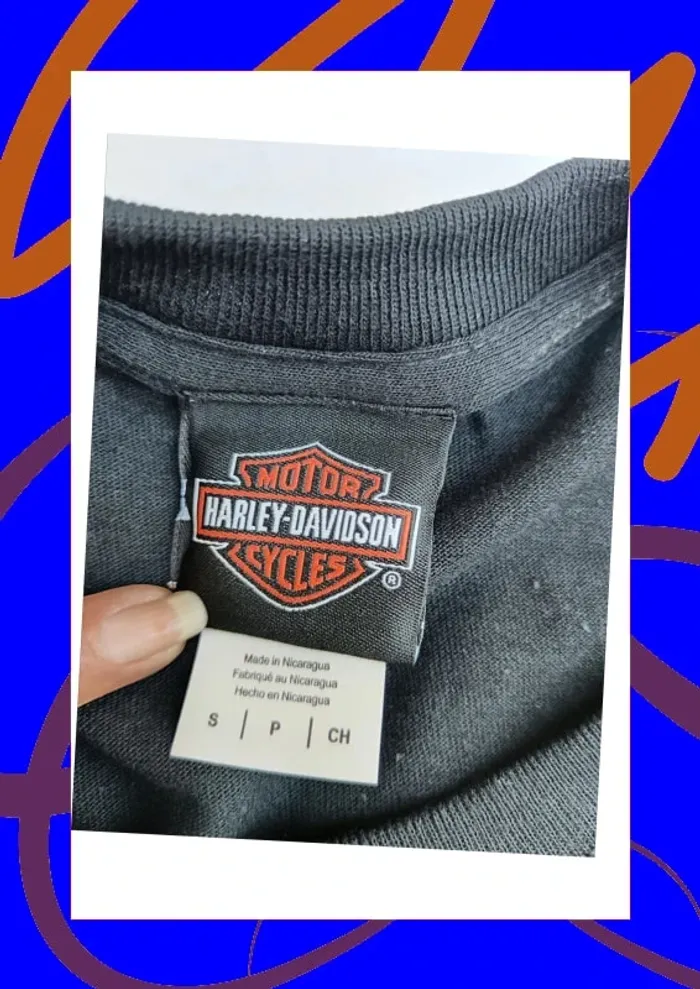 MOTOR
HARLEY-DAVIDSON
CYCLES
®
Made in Nicaragua
Fabriqué au Nicaragua
Hecho en Nicaragua
S | P | CH